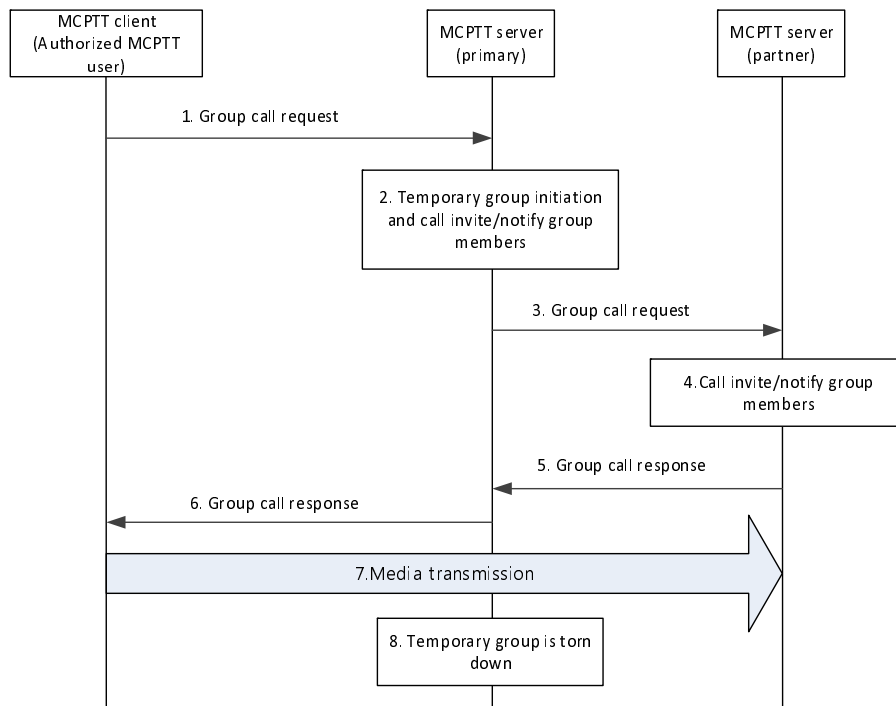 MCPTT client
(Authorized MCPTT
user)
MCPTT server
(primary)
MCPTT server
(partner)
1. Group call request
2. Temporary group initiation
and call invite/notify group
members
3. Group call request
4.Call invite/notify group
members
5. Group call response
6. Group call response
7.Media transmission
8. Temporary group is torn
down